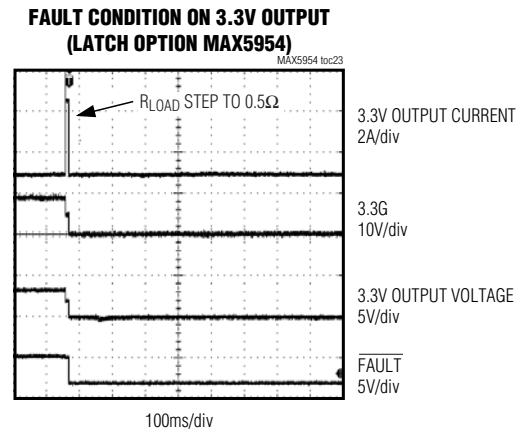 FAULT CONDITION ON 3.3V OUTPUT
(LATCH OPTION MAX5954)
MAX5954 toc23
RLOAD STEP TO 0.5Ω
3.3V OUTPUT CURRENT
2A/div
3.3G
10V/div
3.3V OUTPUT VOLTAGE
5V/div
FAULT
5V/div
100ms/div